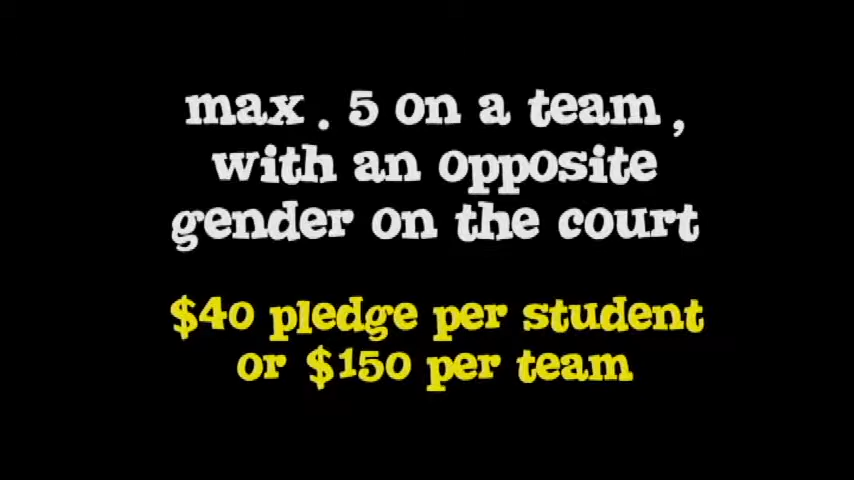 max. 5 on a team,
with an opposite
gender on the court
$40 pledge per student
or $150 per team